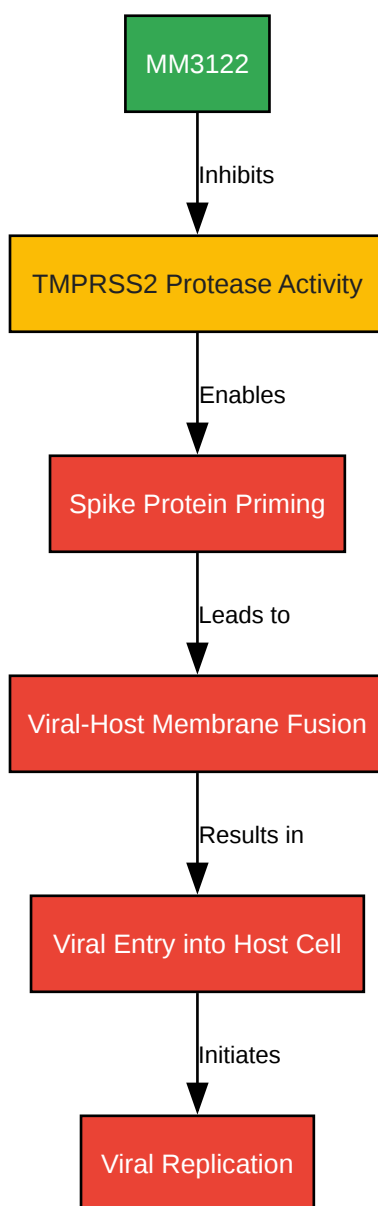 MM3122
Inhibits
TMPRSS2 Protease Activity
Enables
Spike Protein Priming
Leads to
Viral-Host Membrane Fusion
Results in
Viral Entry into Host Cell
Initiates
Viral Replication